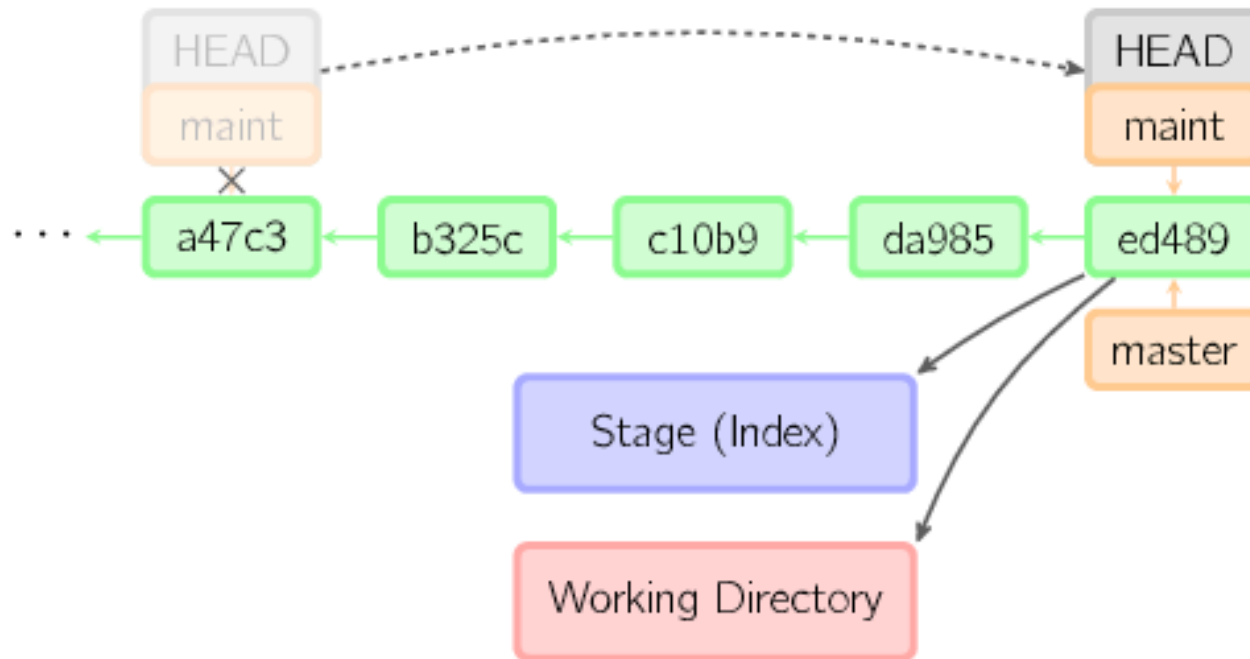 HEAD
HEAD
maint
maint
... a47c3 b325c c10b9 da985 ed489
master
Stage (Index)
Working Directory